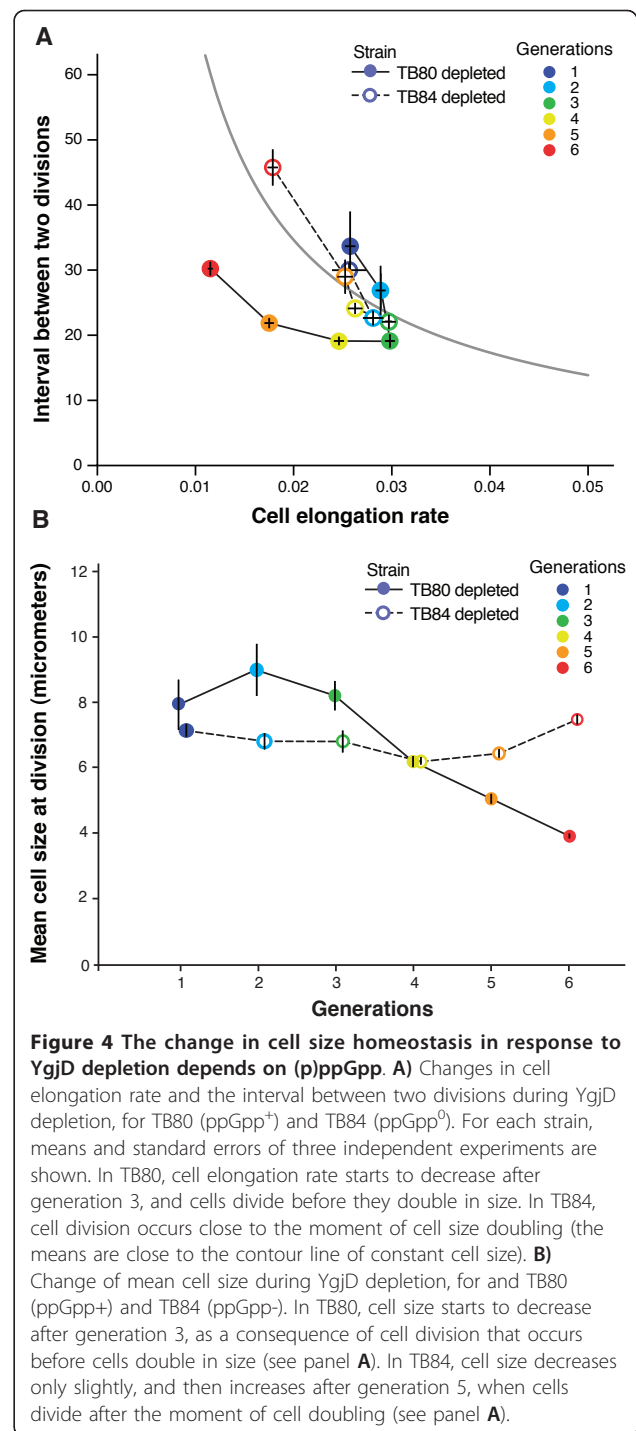 A
Strain
TB80 depleted
TB84 depleted
Generations
1
2
3
4
5
6
60
50
40
30
20
10
0
Interval between two divisions
0.00 0.01 0.02 0.03 0.04 0.05
Cell elongation rate
B
Strain
TB80 depleted
TB84 depleted
Generations
1
2
3
4
5
6
12
10
8
6
4
2
0
Mean cell size at division (micrometers)
1 2 3 4 5 6
Generations
Figure 4 The change in cell size homeostasis in response to
YgjD depletion depends on (p)ppGpp. A) Changes in cell
elongation rate and the interval between two divisions during YgjD
depletion, for TB80 (ppGpp⁺) and TB84 (ppGpp⁰). For each strain,
means and standard errors of three independent experiments are
shown. In TB80, cell elongation rate starts to decrease after
generation 3, and cells divide before they double in size. In TB84,
cell division occurs close to the moment of cell size doubling (the
means are close to the contour line of constant cell size). B)
Change of mean cell size during YgjD depletion, for and TB80
(ppGpp+) and TB84 (ppGpp-). In TB80, cell size starts to decrease
after generation 3, as a consequence of cell division that occurs
before cells double in size (see panel A). In TB84, cell size decreases
only slightly, and then increases after generation 5, when cells
divide after the moment of cell doubling (see panel A).